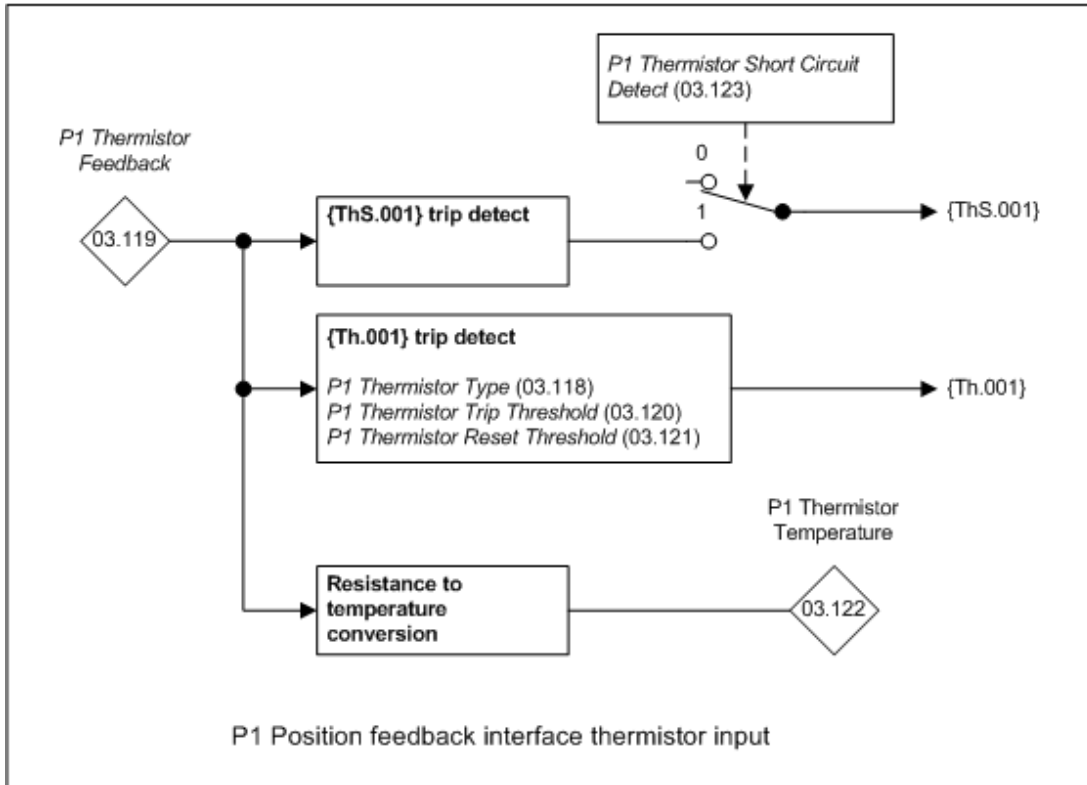 P1 Thermistor Short Circuit
Detect (03.123)
P1 Thermistor
Feedback
0
03.119
{ThS.001} trip detect
1
{ThS.001}
{Th.001} trip detect
P1 Thermistor Type (03.118)
P1 Thermistor Trip Threshold (03.120)
P1 Thermistor Reset Threshold (03.121)
{Th.001}
P1 Thermistor
Temperature
Resistance to
temperature
conversion
03.122
P1 Position feedback interface thermistor input